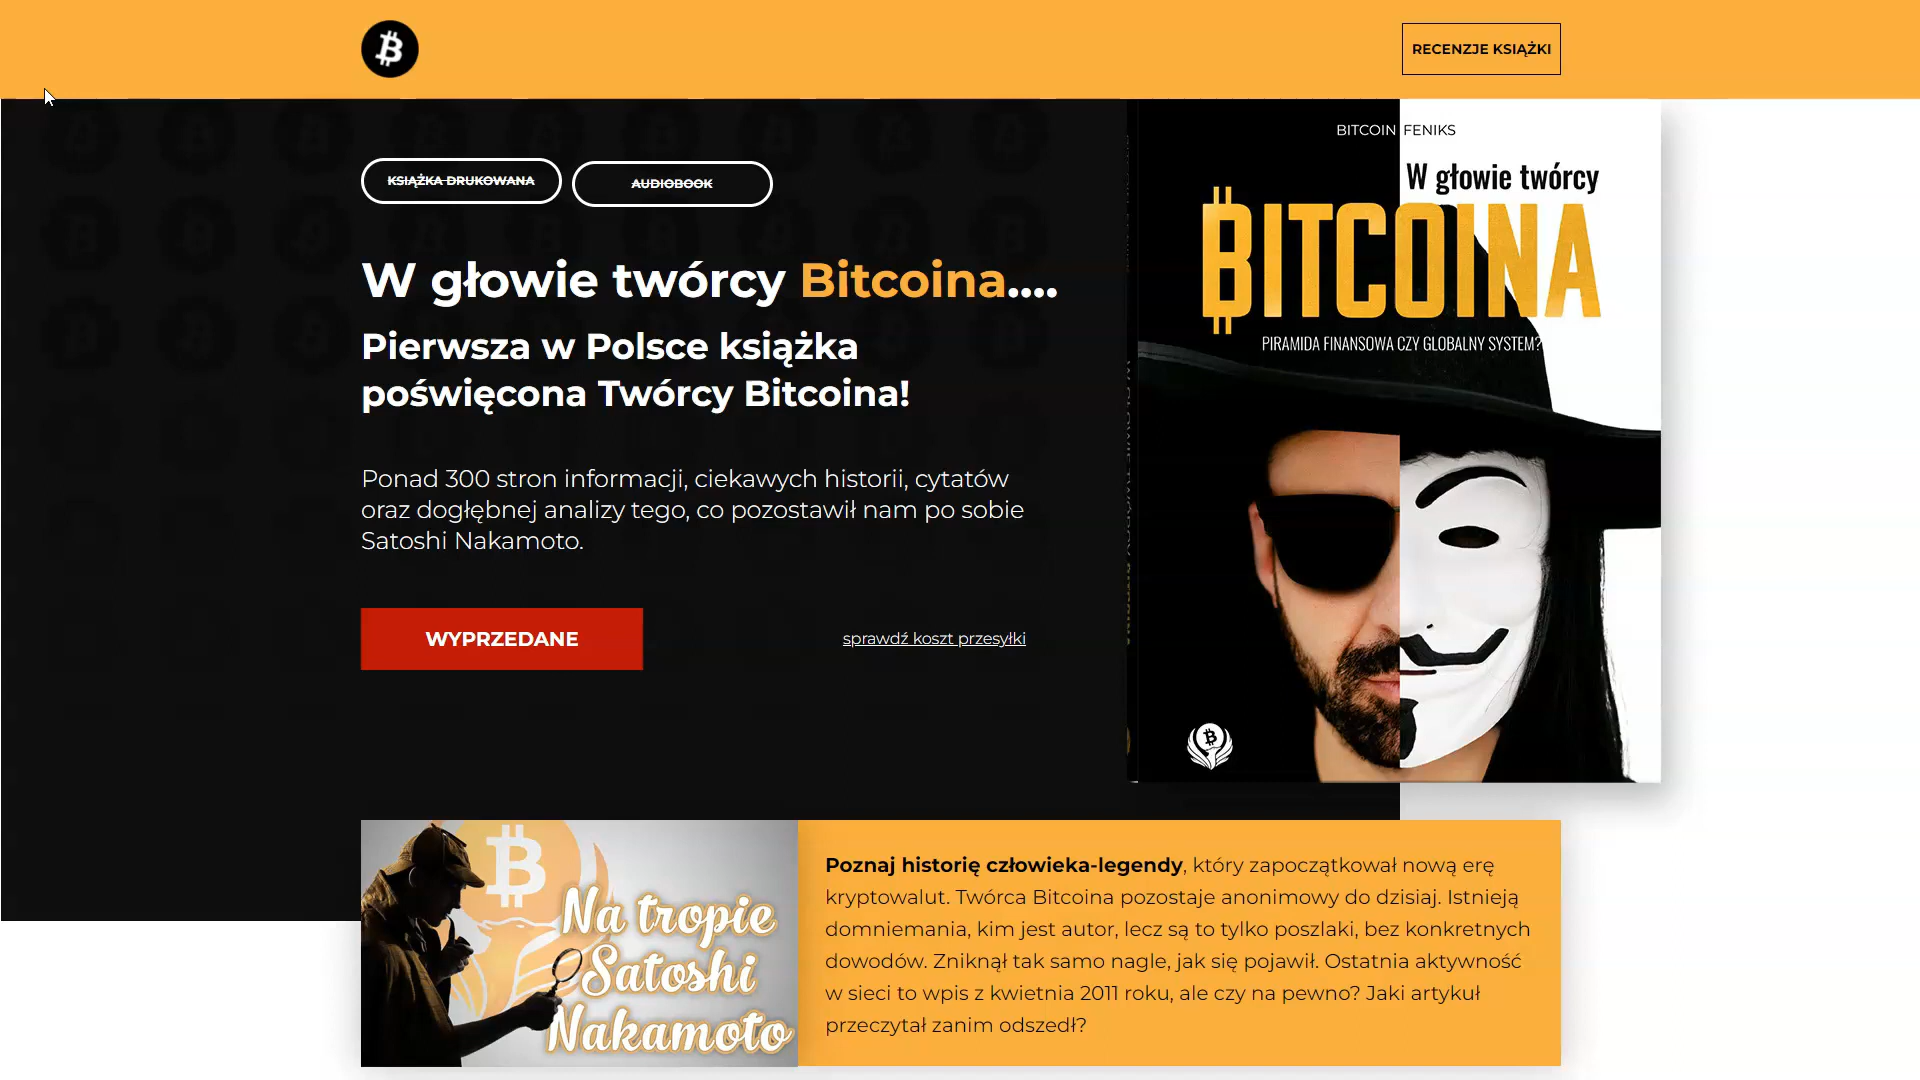 RECENZJE KSIĄŻKI
KSIĄŻKA DRUKOWANA
AUDIOBOOK
W głowie twórcy Bitcoina....
Pierwsza w Polsce książka
poświęcona Twórcy Bitcoina!
Ponad 300 stron informacji, ciekawych historii, cytatów
oraz dogłębnej analizy tego, co pozostawił nam po sobie
Satoshi Nakamoto.
WYPRZEDANE
sprawdź koszt przesyłki
BITCOIN FENIKS
W głowie twórcy
BITCOINA
PIRAMIDA FINANSOWA CZY GLOBALNY SYSTEM?
Na tropie
Satoshi
Nakamoto
Poznaj historię człowieka-legendy, który zapoczątkował nową erę
kryptowalut. Twórca Bitcoina pozostaje anonimowy do dzisiaj. Istnieją
domniemania, kim jest autor, lecz są to tylko poszlaki, bez konkretnych
dowodów. Zniknął tak samo nagle, jak się pojawił. Ostatnia aktywność
w sieci to wpis z kwietnia 2011 roku, ale czy na pewno? Jaki artykuł
przeczytał zanim odszedł?